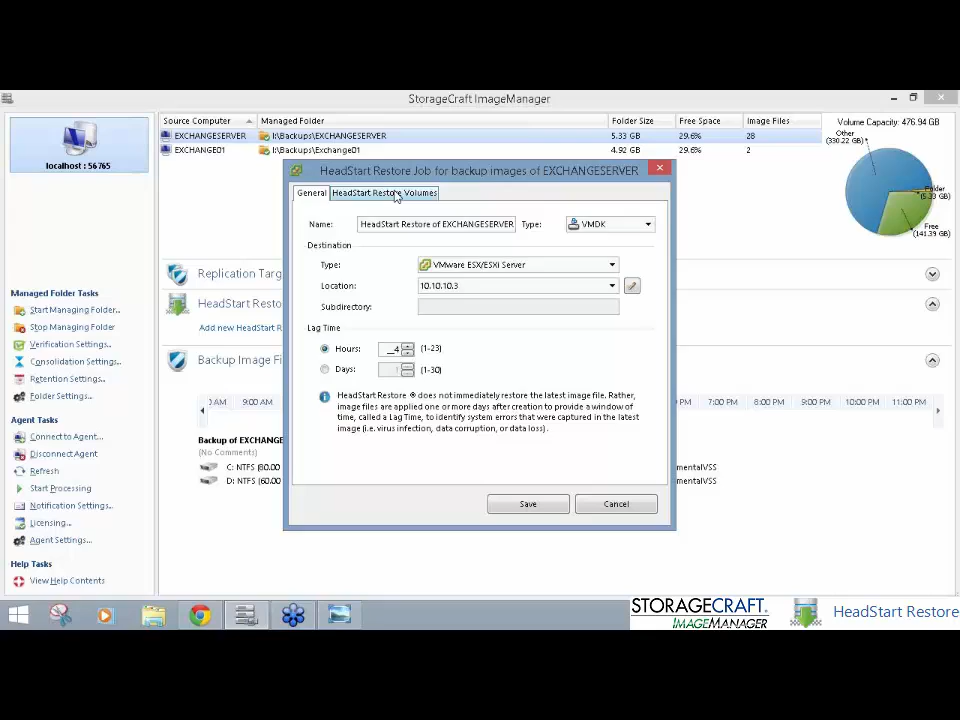 StorageCraft ImageManager
localhost : 56765
Source Computer Managed Folder Folder Size Free Space Image Files
EXCHANGESERVER I:\Backups\EXCHANGESERVER 5.33 GB 29.6% 28
EXCHANGE01 I:\Backups\Exchange01 4.92 GB 29.6% 2
Volume Capacity: 476.94 GB
Other
(330.22 GB)
Folder
(5.33 GB)
Free
(141.39 GB)
HeadStart Restore Job for backup images of EXCHANGESERVER
General HeadStart Restore Volumes
Name: HeadStart Restore of EXCHANGESERVER Type: VMDK
Destination
Type: VMware ESX/ESXi Server
Location: 10.10.10.3
Subdirectory:
Lag Time
Hours: __4 (1-23)
Days: 1 (1-30)
HeadStart Restore ® does not immediately restore the latest image file. Rather,
image files are applied one or more days after creation to provide a window of
time, called a Lag Time, to identify system errors that were captured in the latest
image (i.e. virus infection, data corruption, or data loss).
Save Cancel
Replication Targ
HeadStart Resto
Add new HeadStart R
Backup Image Fi
AM 9:00 AM PM 7:00 PM 8:00 PM 9:00 PM 10:00 PM 11:00 PM
Backup of EXCHANGE
(No Comments)
C: NTFS (80.00 mentalVSS
D: NTFS (60.00 mentalVSS
Managed Folder Tasks
Start Managing Folder...
Stop Managing Folder
Verification Settings...
Consolidation Settings...
Retention Settings...
Folder Settings...
Agent Tasks
Connect to Agent...
Disconnect Agent
Refresh
Start Processing
Notification Settings...
Licensing...
Agent Settings...
Help Tasks
View Help Contents
STORAGECRAFT.
IMAGEMANAGER
HeadStart Restore